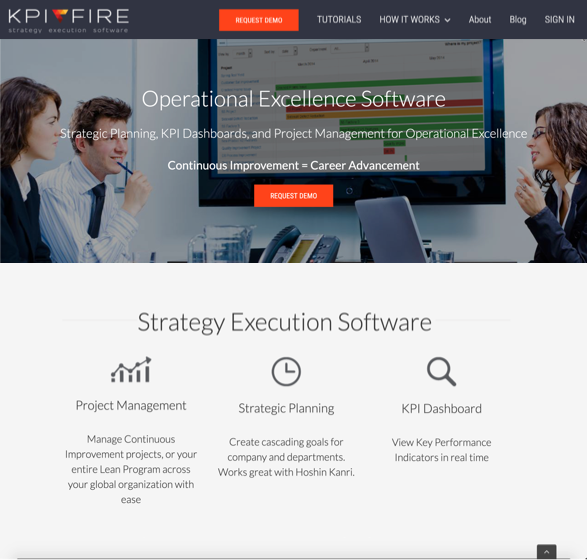 KPI FIRE
strategy execution software
REQUEST DEMO
TUTORIALS
HOW IT WORKS
About
Blog
SIGN IN
Operational Excellence Software
Strategic Planning, KPI Dashboards, and Project Management for Operational Excellence
Continuous Improvement = Career Advancement
REQUEST DEMO
Strategy Execution Software
Project Management
Manage Continuous
Improvement projects, or your
entire Lean Program across
your global organization with
ease
Strategic Planning
Create cascading goals for
company and departments.
Works great with Hoshin Kanri.
KPI Dashboard
View Key Performance
Indicators in real time